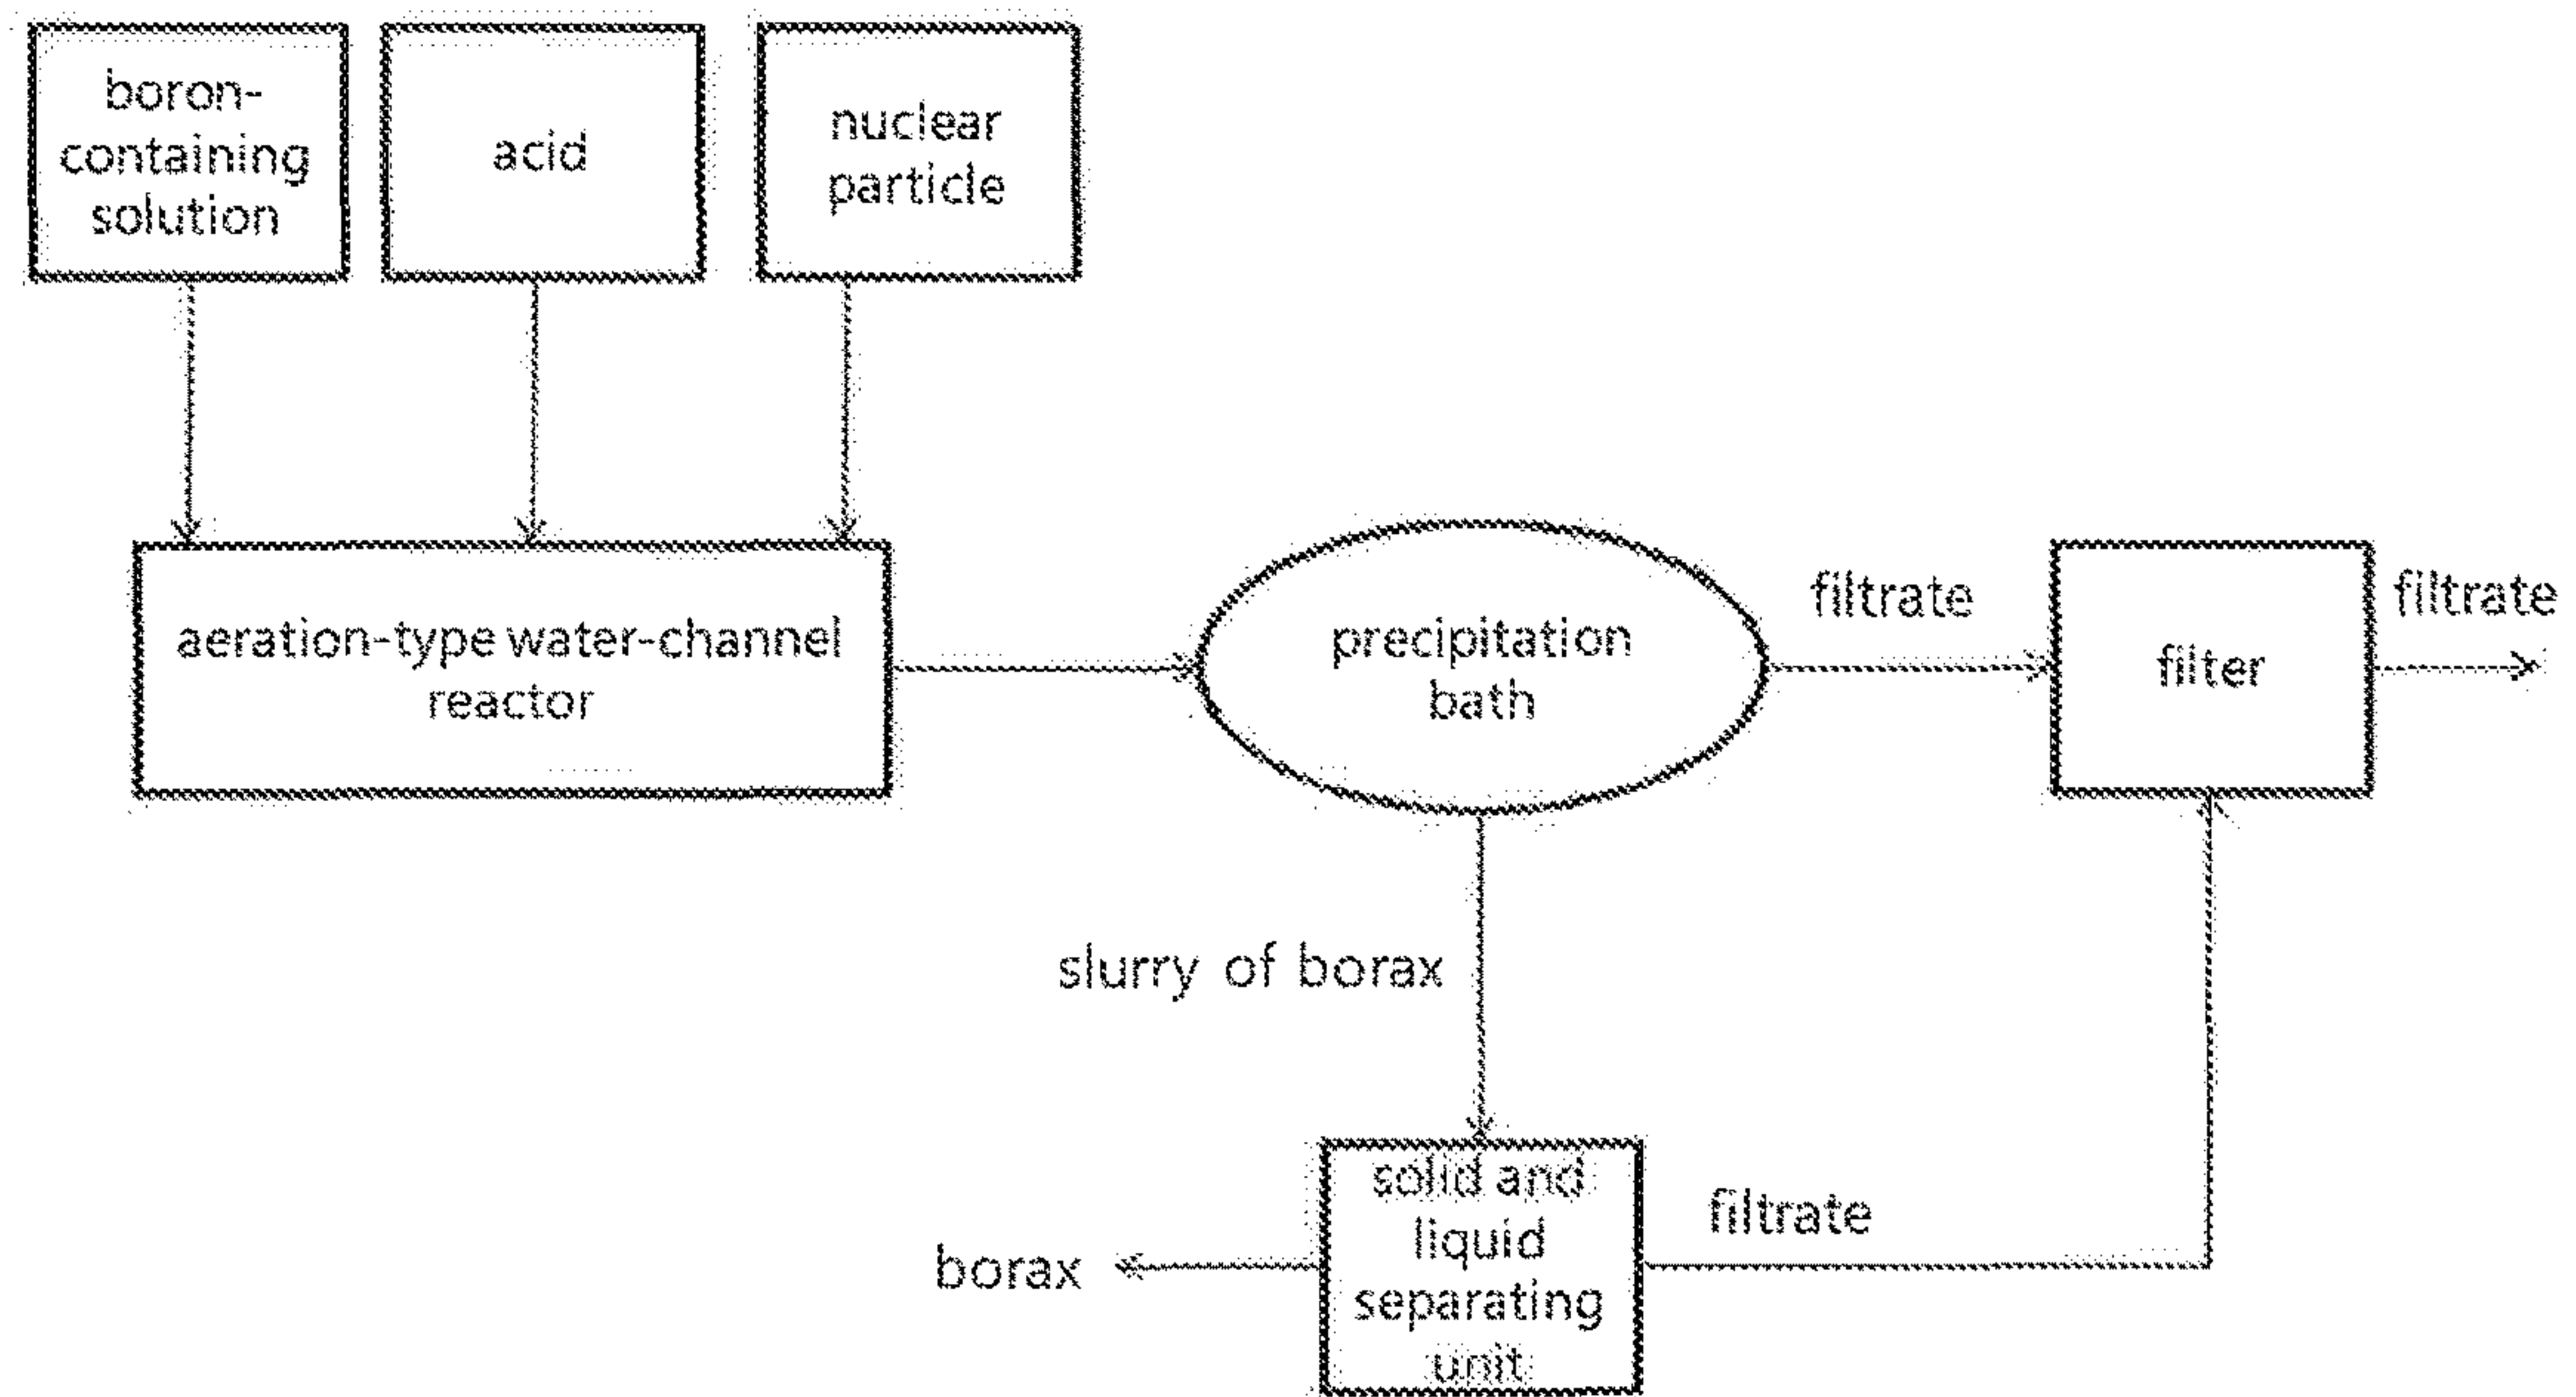 boron-
containing
solution
acid
nuclear
particle
aeration-type water-channel
reactor
precipitation
bath
filtrate
filter
filtrate
slurry of borax
solid and
liquid
separating
unit
filtrate
borax